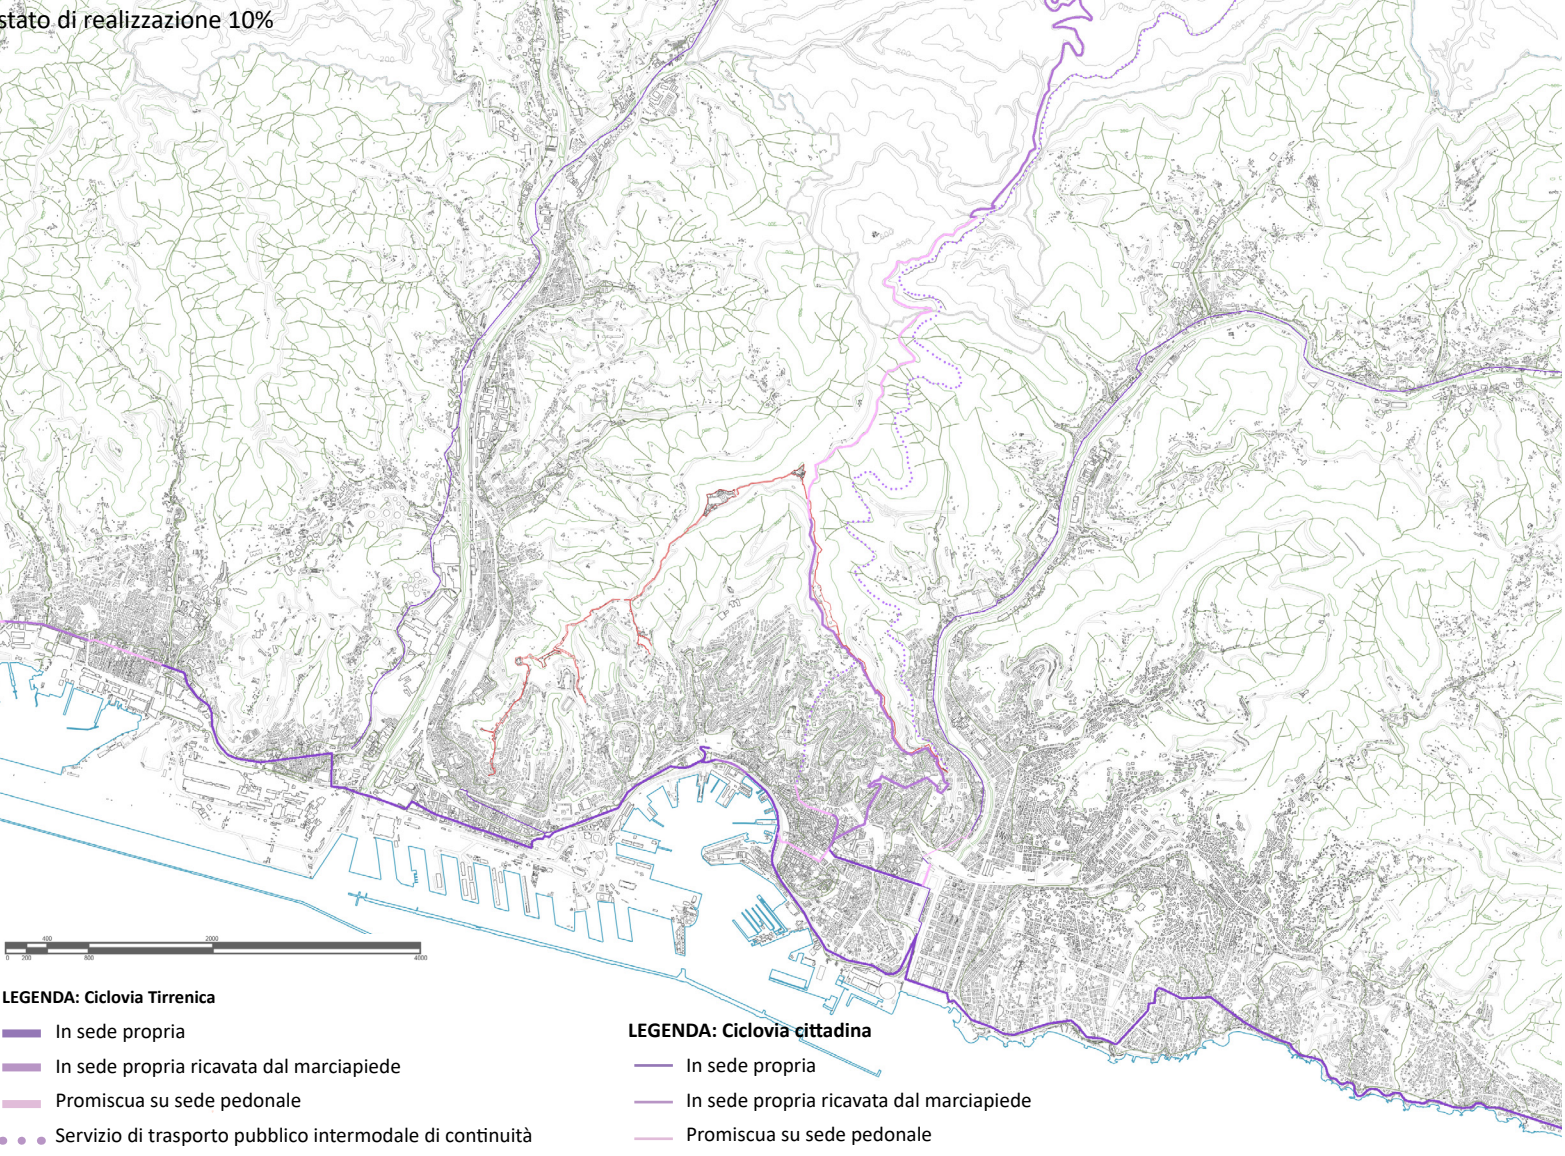 stato di realizzazione 10%
400 2000
0 200 800 4000
LEGENDA: Ciclovia Tirrenica
In sede propria
In sede propria ricavata dal marciapiede
Promiscua su sede pedonale
Servizio di trasporto pubblico intermodale di continuità
LEGENDA: Ciclovia cittadina
In sede propria
In sede propria ricavata dal marciapiede
Promiscua su sede pedonale